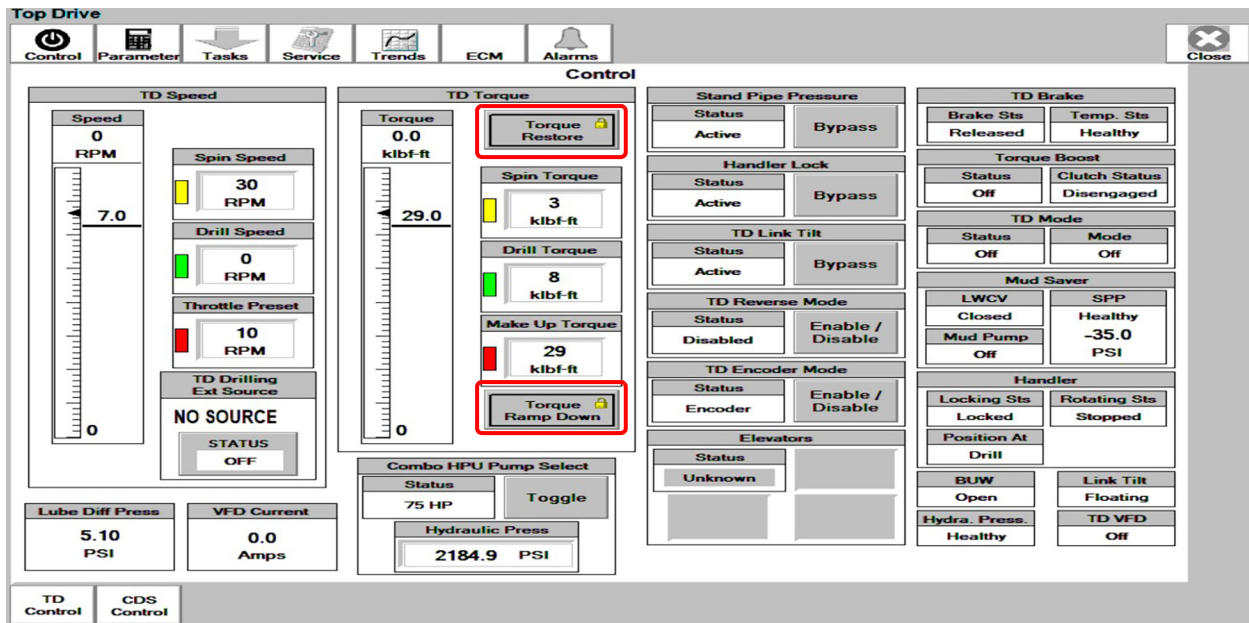 Top Drive
Control
Parameter
Tasks
Service
Trends
ECM
Alarms
Close
Control
TD Speed
Speed
0
RPM
7.0
0
Spin Speed
30
RPM
Drill Speed
0
RPM
Throttle Preset
10
RPM
TD Drilling
Ext Source
NO SOURCE
STATUS
OFF
Lube Diff Press
5.10
PSI
VFD Current
0.0
Amps
TD Torque
Torque
0.0
klbf-ft
29.0
0
Torque
Restore
Spin Torque
3
klbf-ft
Drill Torque
8
klbf-ft
Make Up Torque
29
klbf-ft
Torque
Ramp Down
Combo HPU Pump Select
Status
75 HP
Toggle
Hydraulic Press
2184.9 PSI
Stand Pipe Pressure
Status
Active
Bypass
Handler Lock
Status
Active
Bypass
TD Link Tilt
Status
Active
Bypass
TD Reverse Mode
Status
Disabled
Enable /
Disable
TD Encoder Mode
Status
Encoder
Enable /
Disable
Elevators
Status
Unknown
TD Brake
Brake Sts
Released
Temp. Sts
Healthy
Torque Boost
Status
Off
Clutch Status
Disengaged
TD Mode
Status
Off
Mode
Off
Mud Saver
LWCV
Closed
SPP
Healthy
-35.0
PSI
Mud Pump
Off
Handler
Locking Sts
Locked
Rotating Sts
Stopped
Position At
Drill
BUW
Open
Link Tilt
Floating
Hydra. Press.
Healthy
TD VFD
Off
TD
Control
CDS
Control